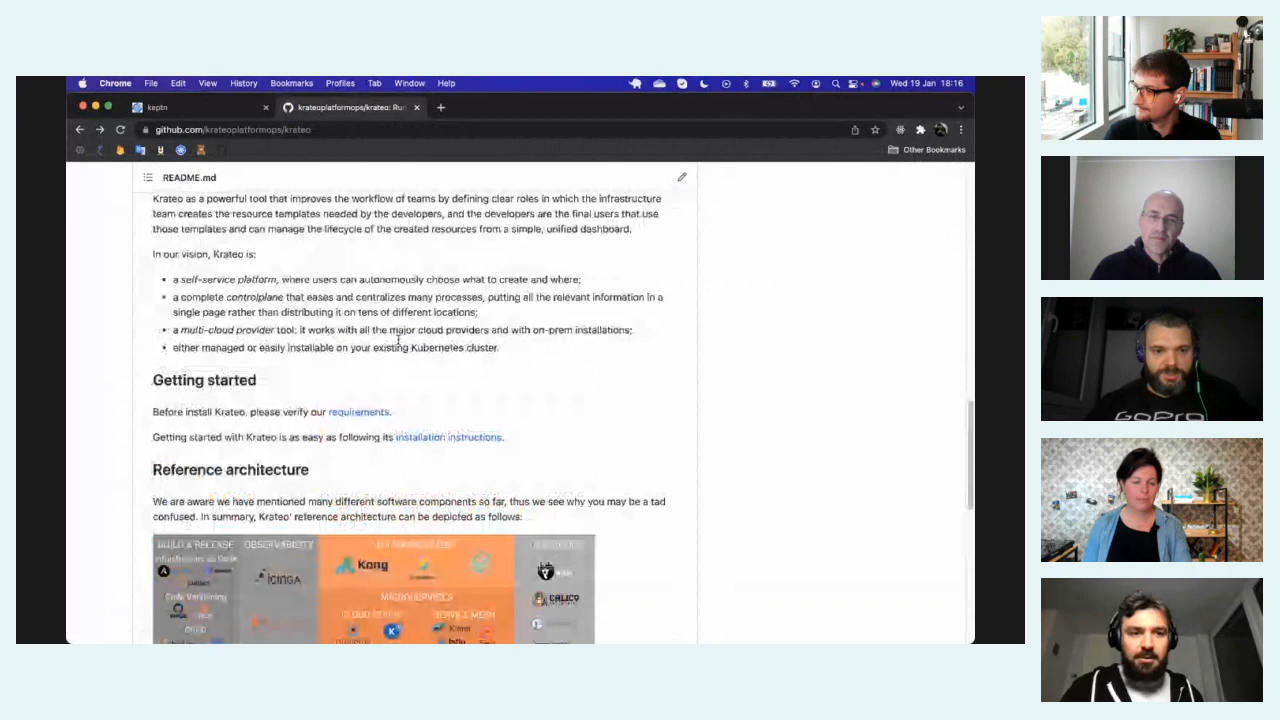 Chrome File Edit View History Bookmarks Profiles Tab Window Help Wed 19 Jan 18:16
keptn krateoplatformops/krateo: Run
github.com/krateoplatformops/krateo
Other Bookmarks
README.md
Krateo as a powerful tool that improves the workflow of teams by defining clear roles in which the infrastructure
team creates the resource templates needed by the developers, and the developers are the final users that use
those templates and can manage the lifecycle of the created resources from a simple, unified dashboard.
In our vision, Krateo is:
a self-service platform, where users can autonomously choose what to create and where;
a complete controlplane that eases and centralizes many processes, putting all the relevant information in a
single page rather than distributing it on tens of different locations;
a multi-cloud provider tool: it works with all the major cloud providers and with on-prem installations;
either managed or easily installable on your existing Kubernetes cluster.
Getting started
Before install Krateo, please verify our requirements.
Getting started with Krateo is as easy as following its installation instructions.
Reference architecture
We are aware we have mentioned many different software components so far, thus we see why you may be a tad
confused. In summary, Krateo' reference architecture can be depicted as follows:
BUILD & RELEASE OBSERVABILITY
Kong
ICINGA
MICROSERVICES
CALICO
SERVICE MESH
GoPro